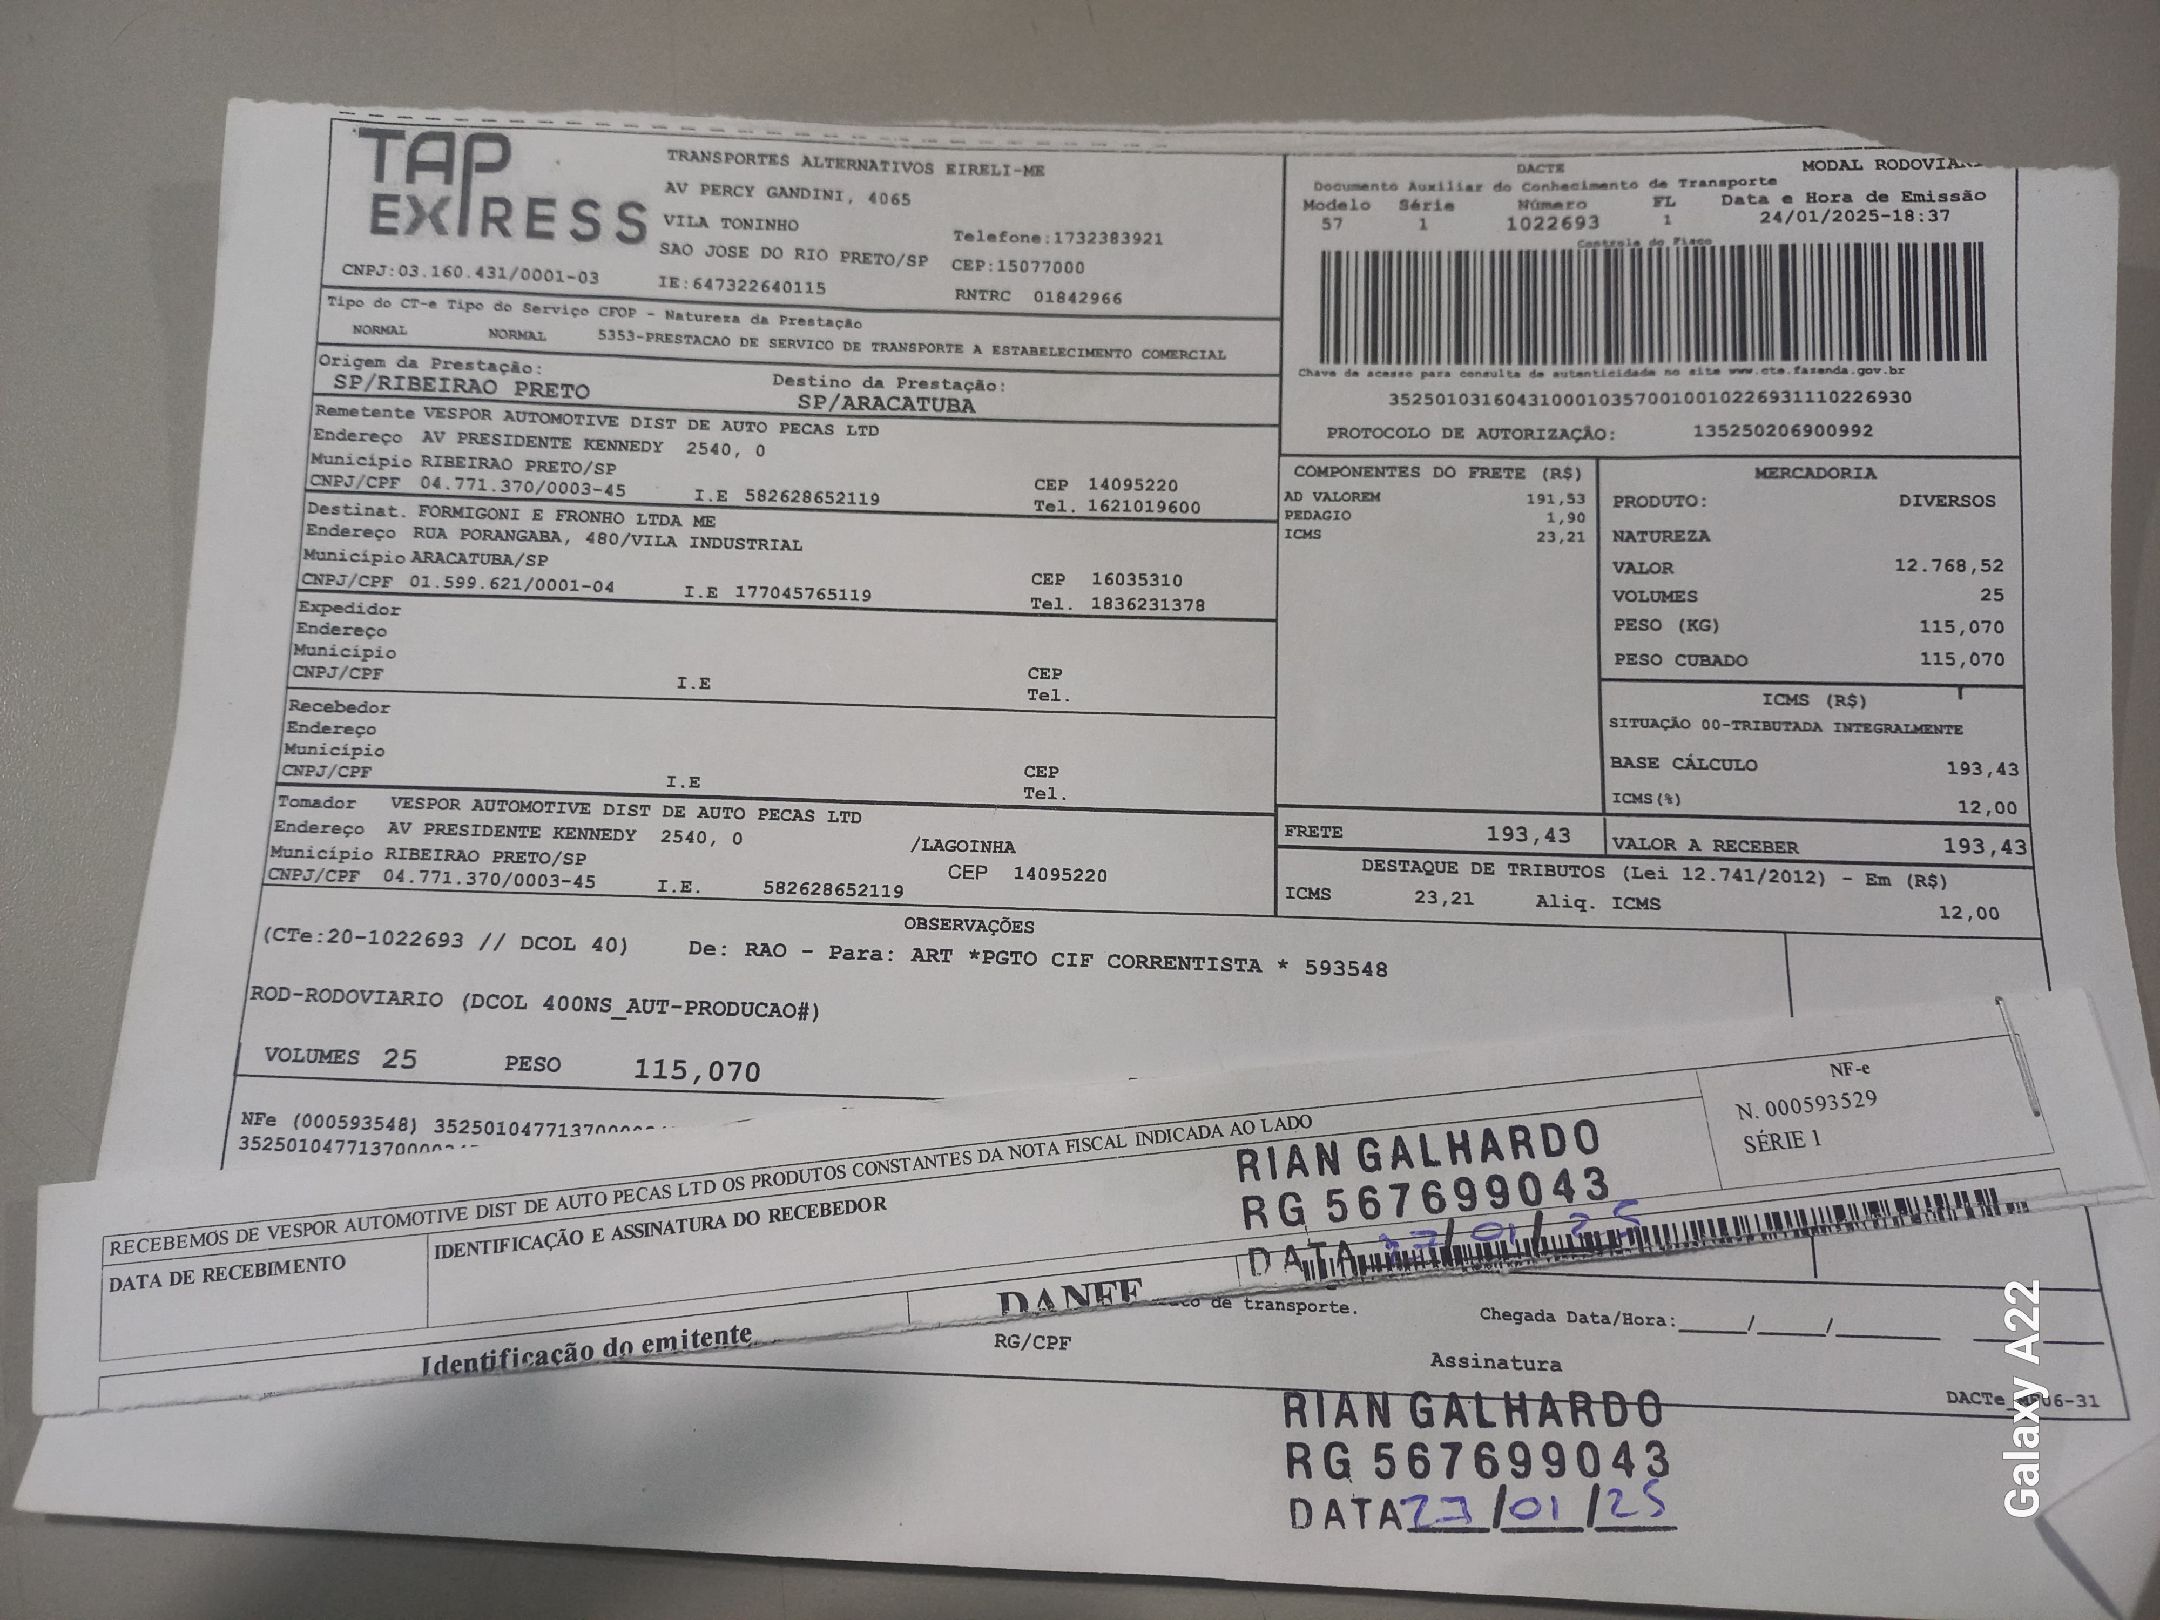 TAP
EXPRESS
TRANSPORTES ALTERNATIVOS EIRELI-ME
AV PERCY GANDINI, 4065
VILA TONINHO
Telefone:1732383921
SAO JOSE DO RIO PRETO/SP CEP:15077000
CNPJ:03.160.431/0001-03 IE:647322640115 RNTRC 01842966
DACTE MODAL
Documento Auxiliar do Conhecimento de Transporte
Modelo Série Número FL Data e Hora de Emissão
57 1 1022693 1 24/01/2025-18:37
Controle do Fisco
Chave de acesso para consulta de autenticidade no site www.cte.fazenda.gov.br
35250103160431000103570010010226931110226930
PROTOCOLO DE AUTORIZAÇÃO: 135250206900992
Tipo do CT-e Tipo do Serviço CFOP - Natureza da Prestação
NORMAL NORMAL 5353-PRESTACAO DE SERVICO DE TRANSPORTE A ESTABELECIMENTO COMERCIAL
Origem da Prestação: Destino da Prestação:
SP/RIBEIRAO PRETO SP/ARACATUBA
Remetente VESPOR AUTOMOTIVE DIST DE AUTO PECAS LTD
Endereço AV PRESIDENTE KENNEDY 2540, 0
Município RIBEIRAO PRETO/SP CEP 14095220
CNPJ/CPF 04.771.370/0003-45 I.E 582628652119 Tel. 1621019600
Destinat. FORMIGONI E FRONHO LTDA ME
Endereço RUA PORANGABA, 480/VILA INDUSTRIAL
Município ARACATUBA/SP CEP 16035310
CNPJ/CPF 01.599.621/0001-04 I.E 177045765119 Tel. 1836231378
Expedidor
Endereço
Município CEP
CNPJ/CPF I.E Tel.
Recebedor
Endereço
Município CEP
CNPJ/CPF I.E Tel.
Tomador VESPOR AUTOMOTIVE DIST DE AUTO PECAS LTD
Endereço AV PRESIDENTE KENNEDY 2540, 0 /LAGOINHA
Município RIBEIRAO PRETO/SP CEP 14095220
CNPJ/CPF 04.771.370/0003-45 I.E. 582628652119
COMPONENTES DO FRETE (R$)
AD VALOREM 191,53
PEDAGIO 1,90
ICMS 23,21
MERCADORIA
PRODUTO: DIVERSOS
NATUREZA
VALOR 12.768,52
VOLUMES 25
PESO (KG) 115,070
PESO CUBADO 115,070
ICMS (R$)
SITUAÇÃO 00-TRIBUTADA INTEGRALMENTE
BASE CÁLCULO 193,43
ICMS(%) 12,00
FRETE 193,43 VALOR A RECEBER 193,43
DESTAQUE DE TRIBUTOS (Lei 12.741/2012) - Em (R$)
ICMS 23,21 Aliq. ICMS 12,00
OBSERVAÇÕES
(CTe:20-1022693 // DCOL 40) De: RAO - Para: ART *PGTO CIF CORRENTISTA * 593548
ROD-RODOVIARIO (DCOL 400NS_AUT-PRODUCAO#)
VOLUMES 25 PESO 115,070
NFe (000593548)
RECEBEMOS DE VESPOR AUTOMOTIVE DIST DE AUTO PECAS LTD OS PRODUTOS CONSTANTES DA NOTA FISCAL INDICADA AO LADO
DATA DE RECEBIMENTO IDENTIFICAÇÃO E ASSINATURA DO RECEBEDOR
NF-e
N. 000593529
SÉRIE 1
RIAN GALHARDO
RG 567699043
DATA 27/01/25
Identificação do emitente DANFE
de transporte.
RG/CPF
Chegada Data/Hora:____/____/______
Assinatura
RIAN GALHARDO
RG 567699043
DATA 27/01/25
Galaxy A22